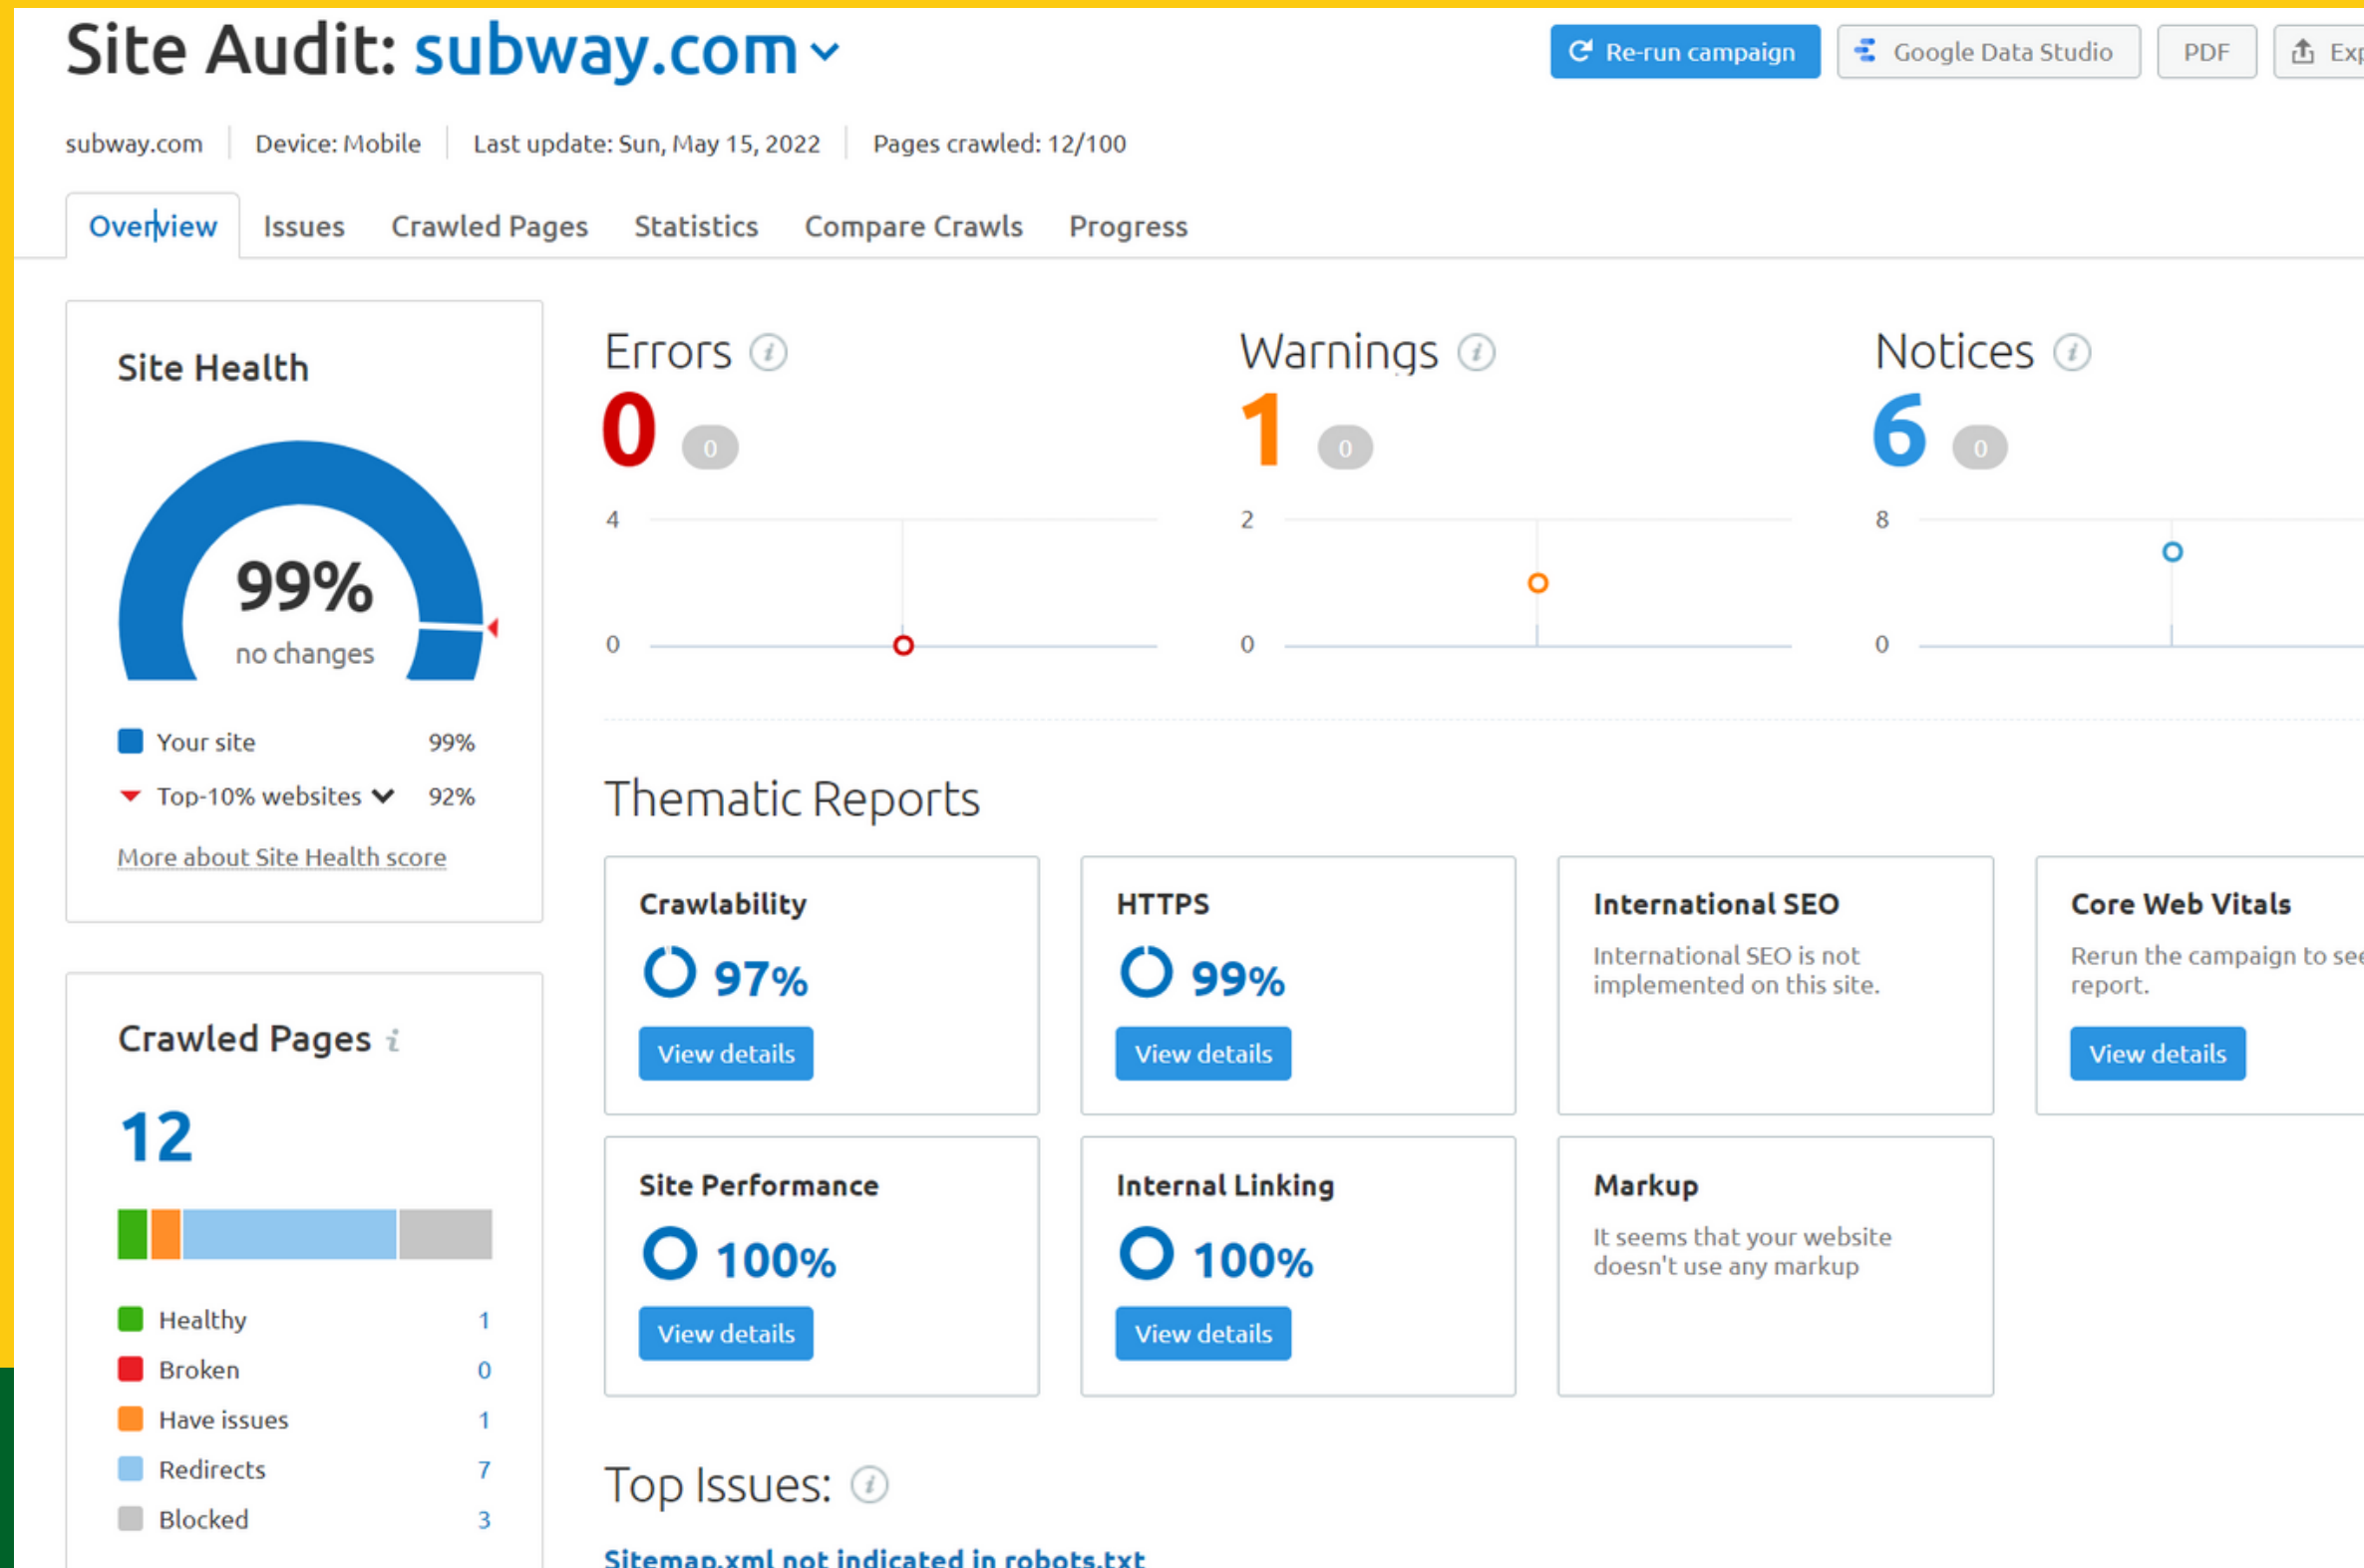 Site Audit: subway.com
Re-run campaign
Google Data Studio
PDF
subway.com
Device: Mobile
Last update: Sun, May 15, 2022
Pages crawled: 12/100
Overview
Issues
Crawled Pages
Statistics
Compare Crawls
Progress
Site Health
99%
no changes
Your site 99%
Top-10% websites 92%
More about Site Health score
Errors
0 0
4
0
Warnings
1 0
2
0
Notices
6 0
8
0
Thematic Reports
Crawlability
97%
View details
HTTPS
99%
View details
International SEO
International SEO is not
implemented on this site.
Core Web Vitals
Rerun the campaign to see
report.
View details
Site Performance
100%
View details
Internal Linking
100%
View details
Markup
It seems that your website
doesn't use any markup
Crawled Pages
12
Healthy 1
Broken 0
Have issues 1
Redirects 7
Blocked 3
Top Issues:
Sitemap.xml not indicated in robots.txt